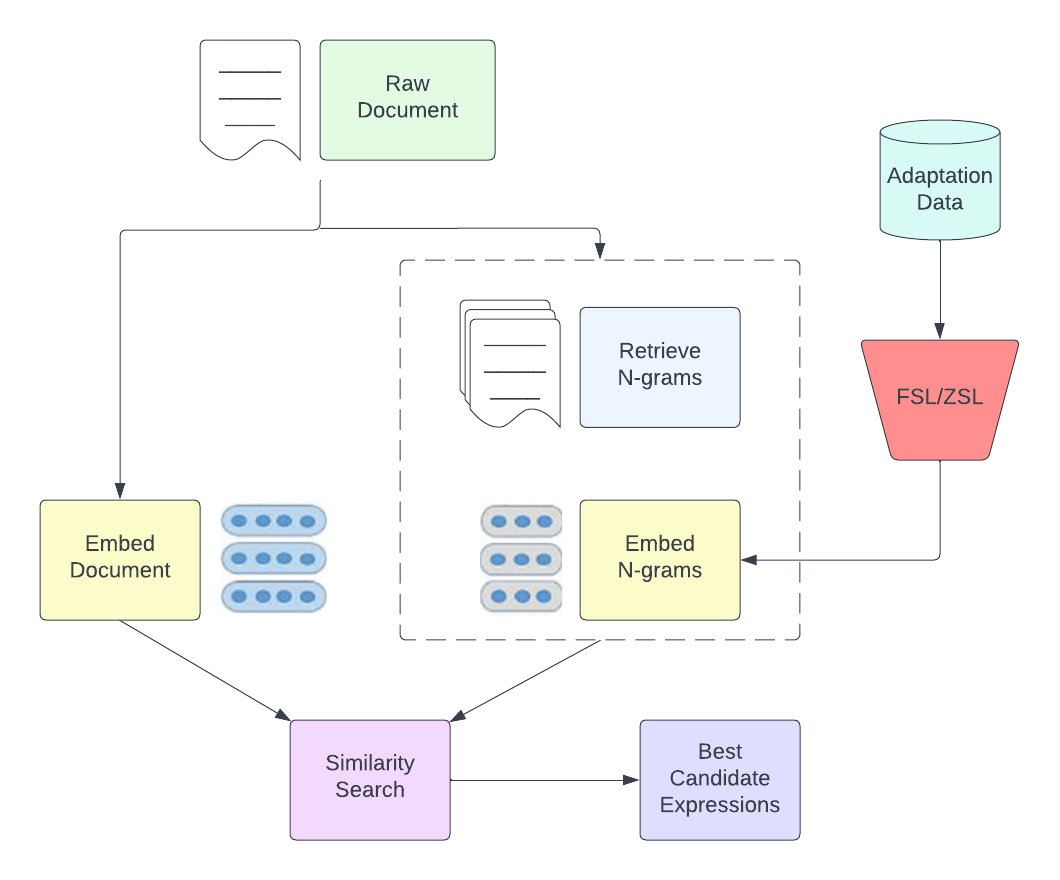 Raw
Document
Adaptation
Data
Retrieve
N-grams
FSL/ZSL
Embed
Document
Embed
N-grams
Similarity
Search
Best
Candidate
Expressions